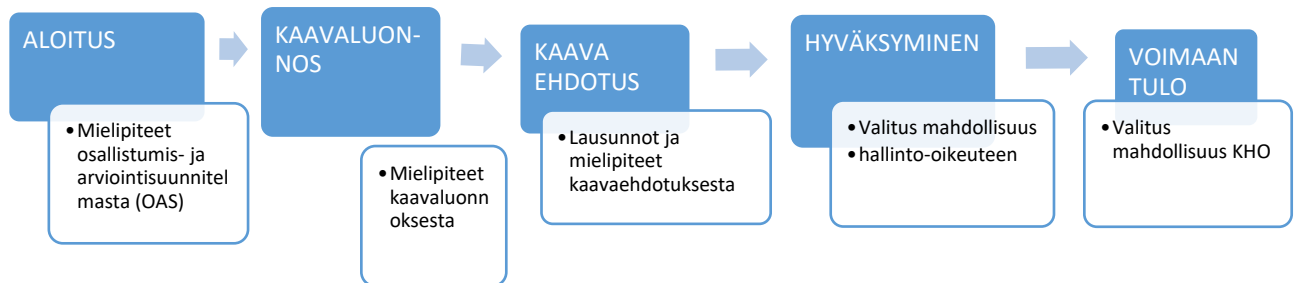 ALOITUS
• Mielipiteet
osallistumis- ja
arviointisuunnitel
masta (OAS)
KAAVALUON-
NOS
• Mielipiteet
kaavaluonn
oksesta
KAAVA
EHDOTUS
• Lausunnot ja
mielipiteet
kaavaehdotuksesta
HYVÄKSYMINEN
• Valitus mahdollisuus
• hallinto-oikeuteen
VOIMAAN
TULO
• Valitus
mahdollisuus KHO